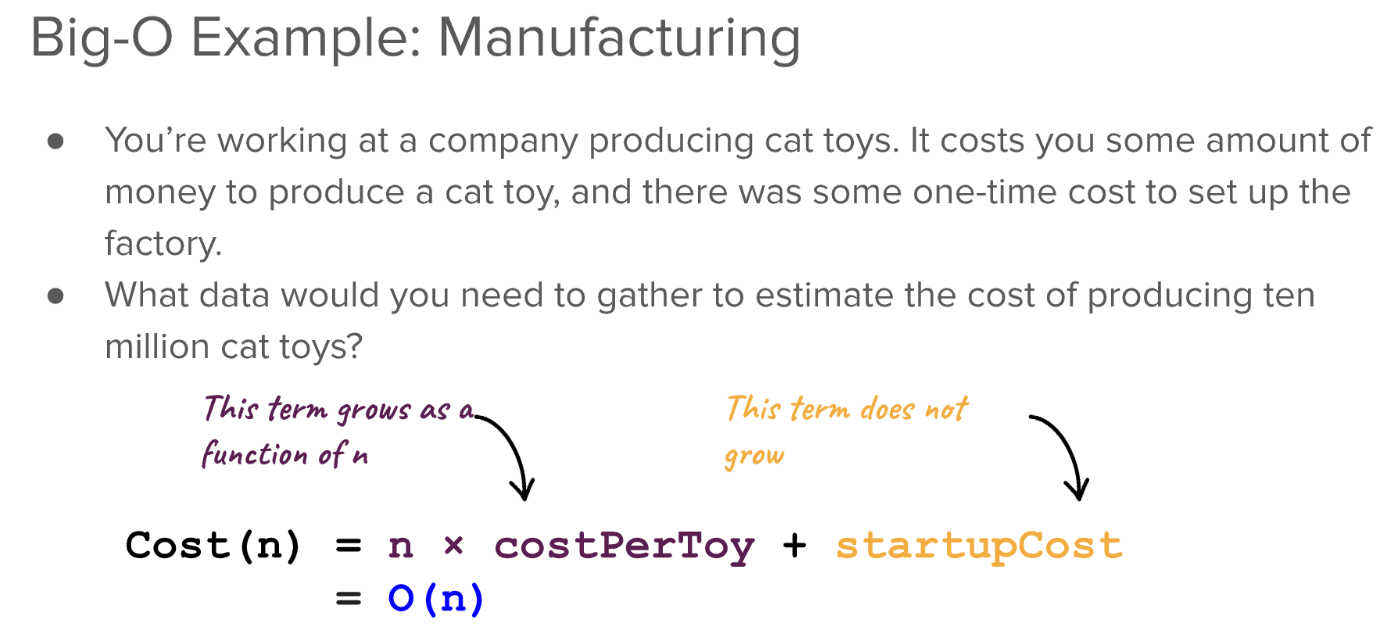 Big-O Example: Manufacturing
● You’re working at a company producing cat toys. It costs you some amount of
money to produce a cat toy, and there was some one-time cost to set up the
factory.
● What data would you need to gather to estimate the cost of producing ten
million cat toys?
This term grows as a
function of n
This term does not
grow
Cost(n) = n × costPerToy + startupCost
= O(n)